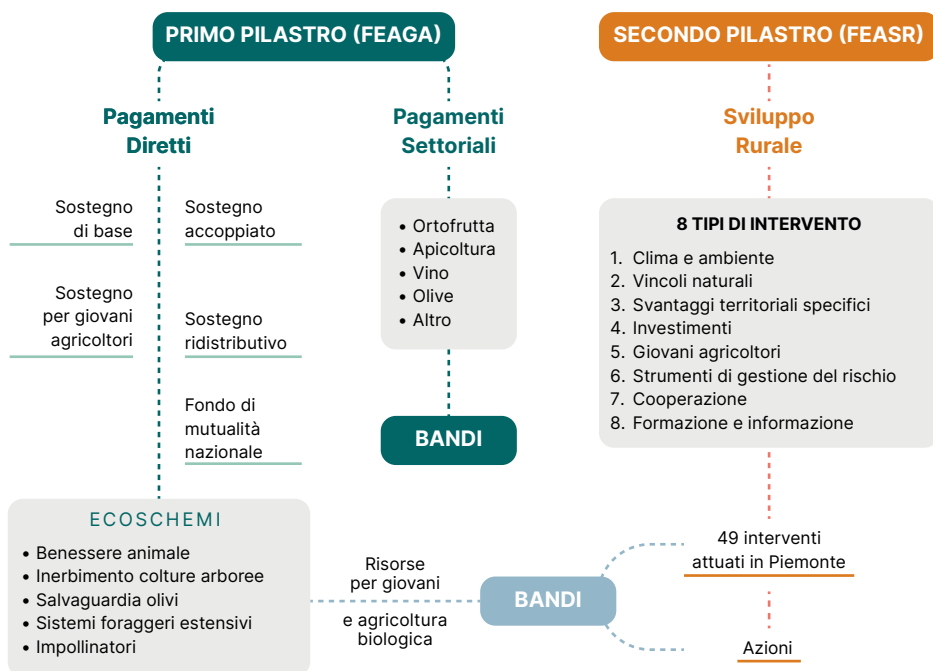 PRIMO PILASTRO (FEAGA)
SECONDO PILASTRO (FEASR)
Pagamenti
Diretti
Pagamenti
Settoriali
Sviluppo
Rurale
Sostegno
di base
Sostegno
accoppiato
Sostegno
per giovani
agricoltori
Sostegno
ridistributivo
Fondo di
mutualità
nazionale
• Ortofrutta
• Apicoltura
• Vino
• Olive
• Altro
BANDI
8 TIPI DI INTERVENTO
1. Clima e ambiente
2. Vincoli naturali
3. Svantaggi territoriali specifici
4. Investimenti
5. Giovani agricoltori
6. Strumenti di gestione del rischio
7. Cooperazione
8. Formazione e informazione
ECOSCHEMI
• Benessere animale
• Inerbimento colture arboree
• Salvaguardia olivi
• Sistemi foraggeri estensivi
• Impollinatori
Risorse
per giovani
e agricoltura
biologica
BANDI
49 interventi
attuati in Piemonte
Azioni